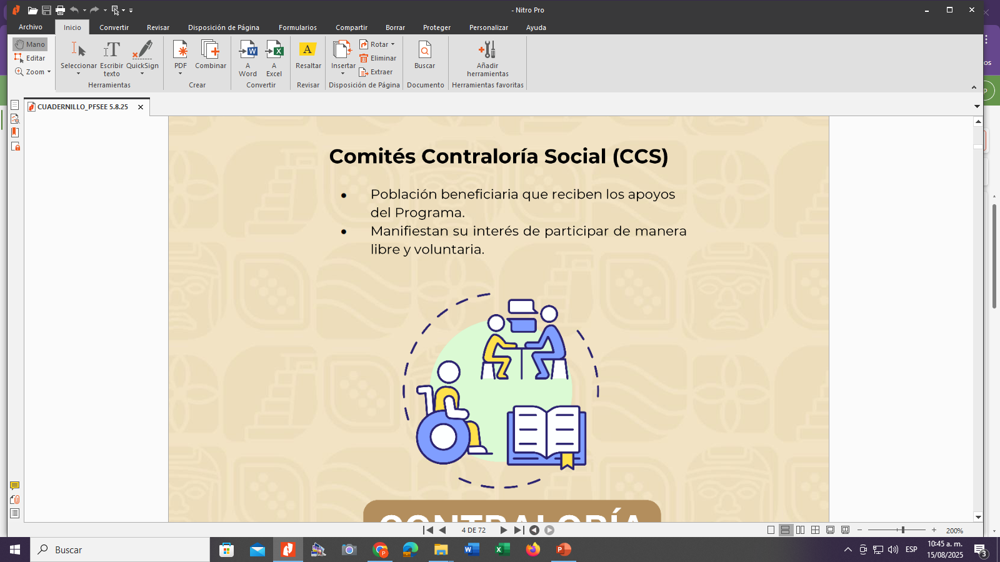 - Nitro Pro
Archivo Inicio Convertir Revisar Disposición de Página Formularios Compartir Borrar Proteger Personalizar Ayuda
Mano
Editar
Zoom
Seleccionar
Escribir texto
QuickSign
Herramientas
PDF
Combinar
Crear
A Word
A Excel
Convertir
A
Resaltar
Revisar
Insertar
Rotar
Eliminar
Extraer
Disposición de Página
Buscar
Documento
Añadir herramientas
Herramientas favoritas
os
P
CUADERNILLO_PFSEE 5.8.25
Comités Contraloría Social (CCS)
• Población beneficiaria que reciben los apoyos
del Programa.
• Manifiestan su interés de participar de manera
libre y voluntaria.
CONTRALORÍA
4 DE 72
200%
Buscar
ESP
10:45 a. m.
15/08/2025
3